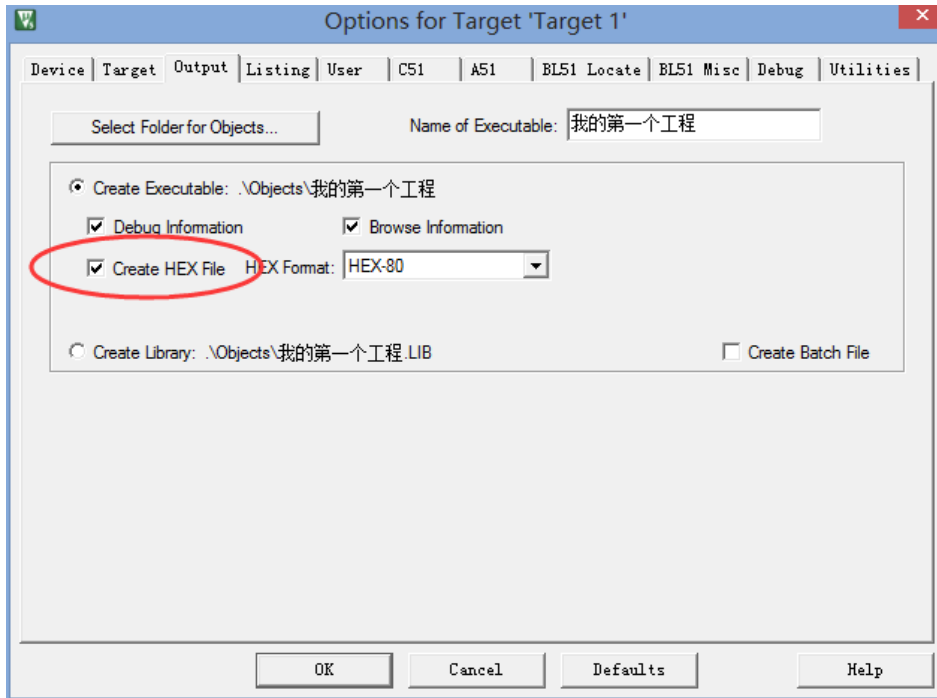 Options for Target 'Target 1'
Device Target Output Listing User C51 A51 BL51 Locate BL51 Misc Debug Utilities
Select Folder for Objects... Name of Executable: 我的第一个工程
Create Executable: .\Objects\我的第一个工程
Debug Information Browse Information
Create HEX File HEX Format: HEX-80
Create Library: .\Objects\我的第一个工程.LIB Create Batch File
OK Cancel Defaults Help